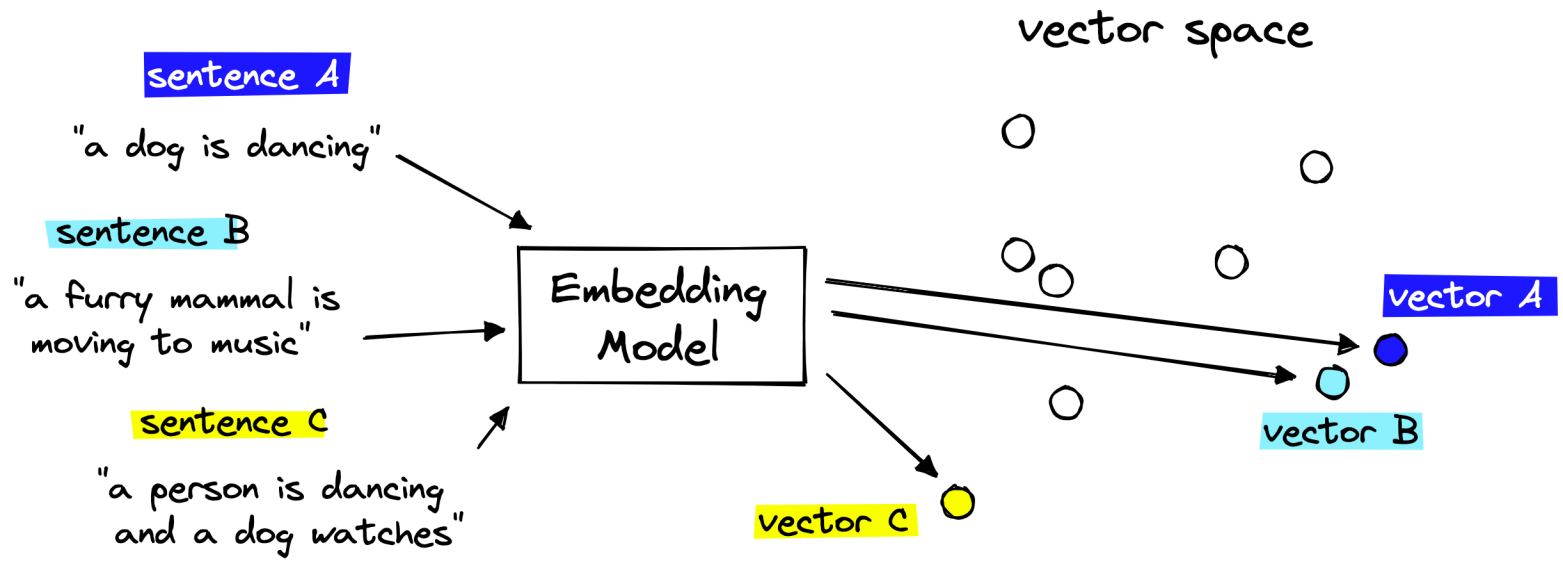 vector space
sentence A
"a dog is dancing"
sentence B
"a furry mammal is
moving to music"
sentence C
"a person is dancing
and a dog watches"
Embedding
Model
vector A
vector B
vector C